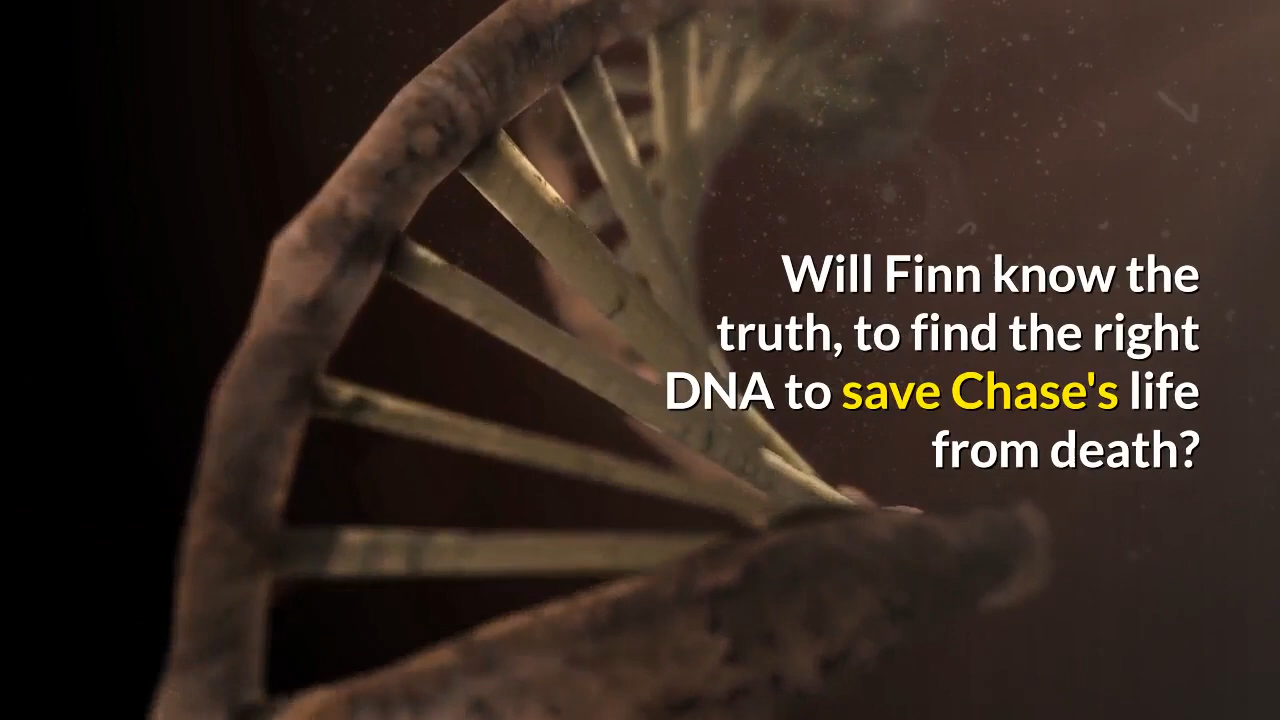 Will Finn know the
truth, to find the right
DNA to save Chase's life
from death?